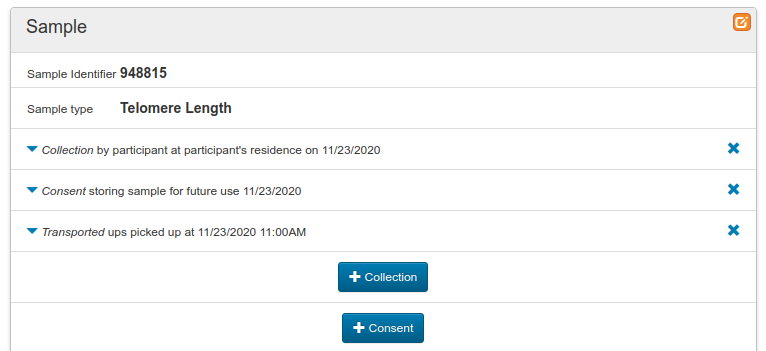 Sample
Sample Identifier 948815
Sample type Telomere Length
Collection by participant at participant's residence on 11/23/2020
Consent storing sample for future use 11/23/2020
Transported ups picked up at 11/23/2020 11:00AM
Collection
Consent